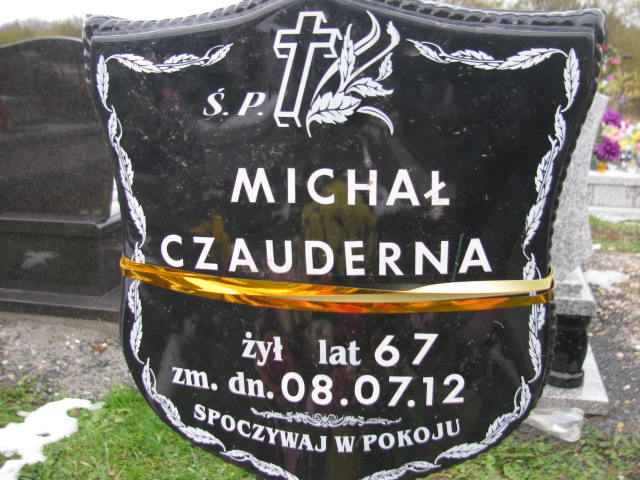 Ś. P.
MICHAŁ
CZAUDERNA
żył lat 67
zm. dn. 08.07.12
SPOCZYWAJ W POKOJU